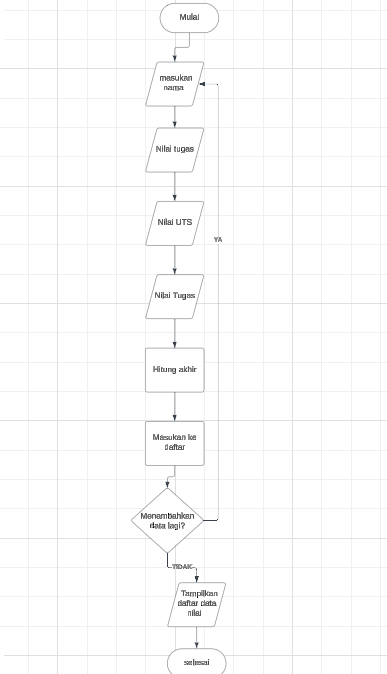 Mulai
masukan
nama
Nilai tugas
Nilai UTS
YA
Nilai Tugas
Hitung akhir
Masukan ke
daftar
Menambahkan
data lagi?
TIDAK
Tampilkan
daftar data
nilai
selesai